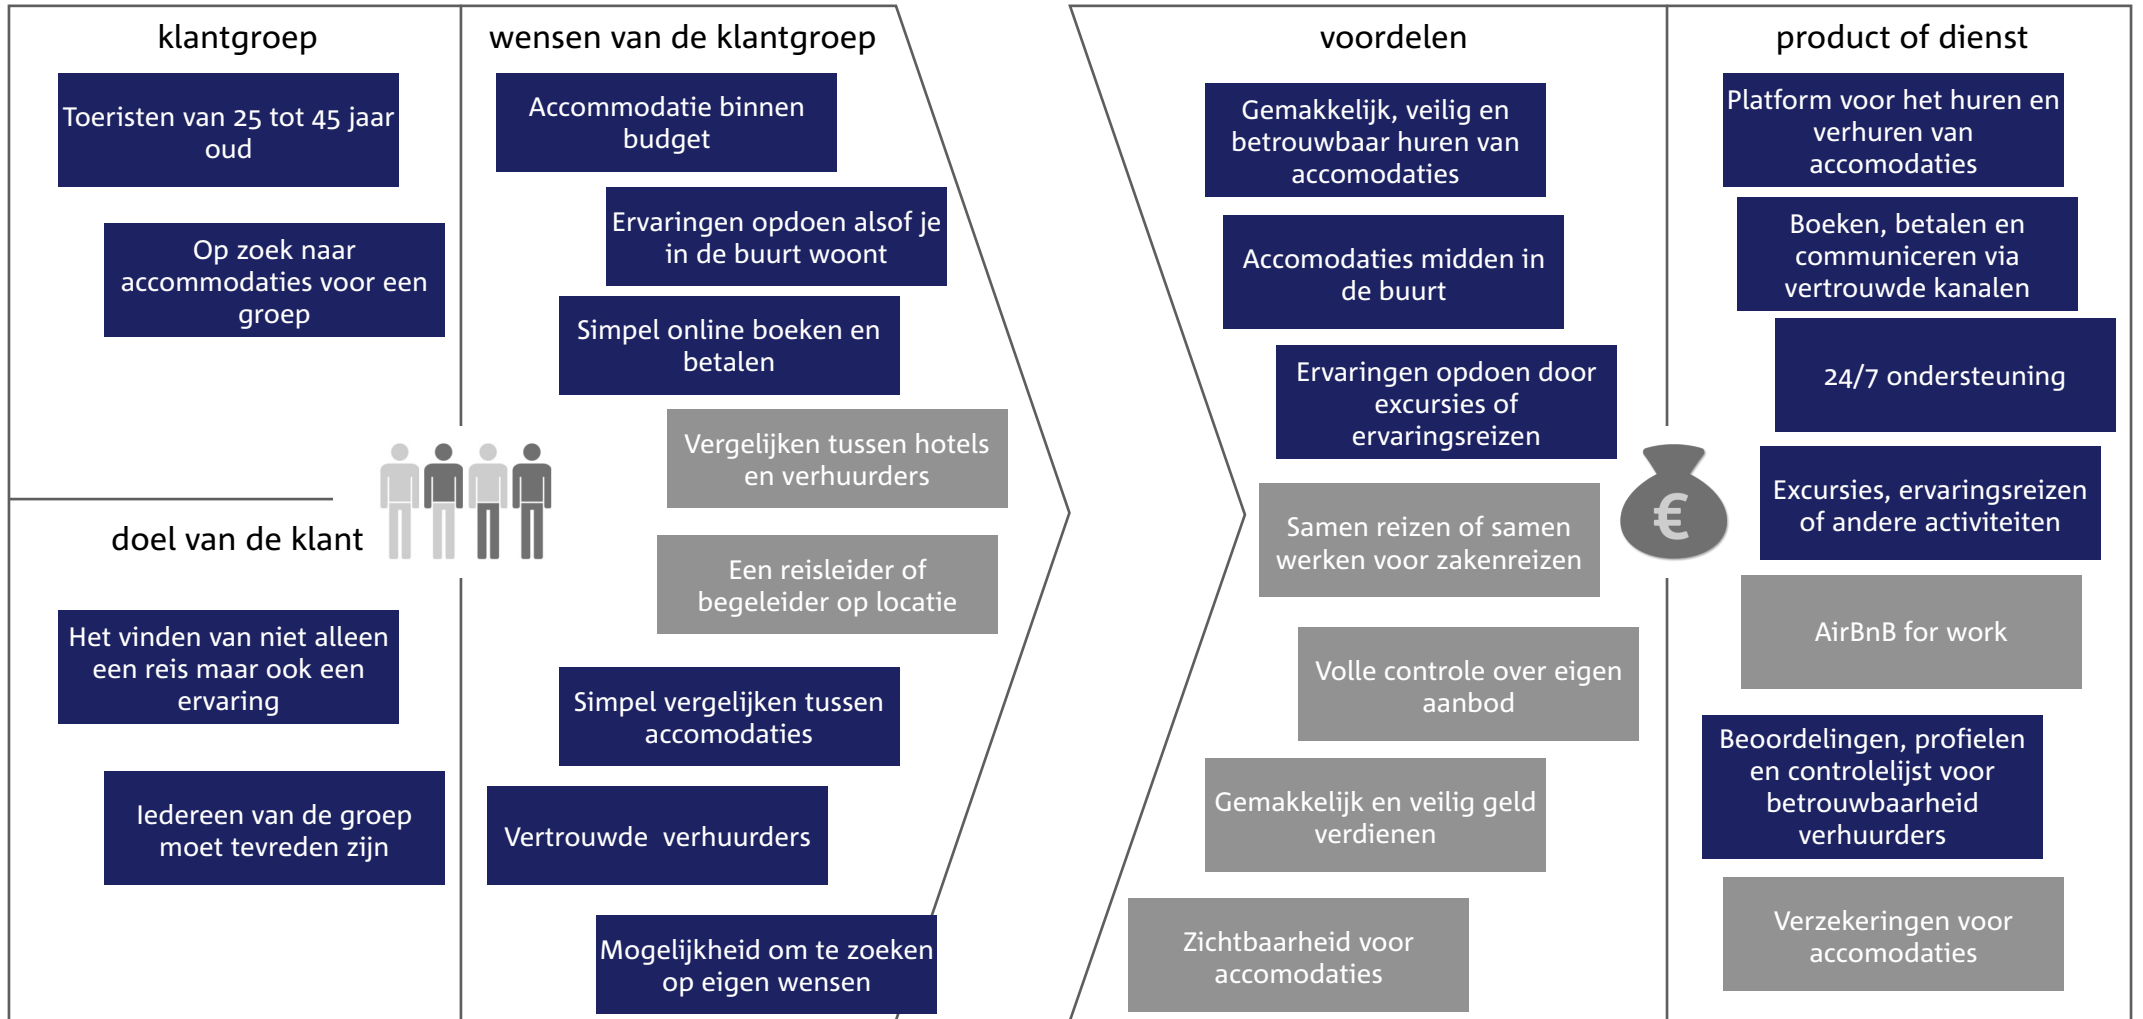 klantgroep
Toeristen van 25 tot 45 jaar
oud
Op zoek naar
accommodaties voor een
groep
doel van de klant
Het vinden van niet alleen
een reis maar ook een
ervaring
Iedereen van de groep
moet tevreden zijn
wensen van de klantgroep
Accommodatie binnen
budget
Ervaringen opdoen alsof je
in de buurt woont
Simpel online boeken en
betalen
Vergelijken tussen hotels
en verhuurders
Een reisleider of
begeleider op locatie
Simpel vergelijken tussen
accomodaties
Vertrouwde verhuurders
Mogelijkheid om te zoeken
op eigen wensen
voordelen
Gemakkelijk, veilig en
betrouwbaar huren van
accomodaties
Accomodaties midden in
de buurt
Ervaringen opdoen door
excursies of
ervaringsreizen
Samen reizen of samen
werken voor zakenreizen
Volle controle over eigen
aanbod
Gemakkelijk en veilig geld
verdienen
Zichtbaarheid voor
accomodaties
€
product of dienst
Platform voor het huren en
verhuren van
accomodaties
Boeken, betalen en
communiceren via
vertrouwde kanalen
24/7 ondersteuning
Excursies, ervaringsreizen
of andere activiteiten
AirBnB for work
Beoordelingen, profielen
en controlelijst voor
betrouwbaarheid
verhuurders
Verzekeringen voor
accomodaties